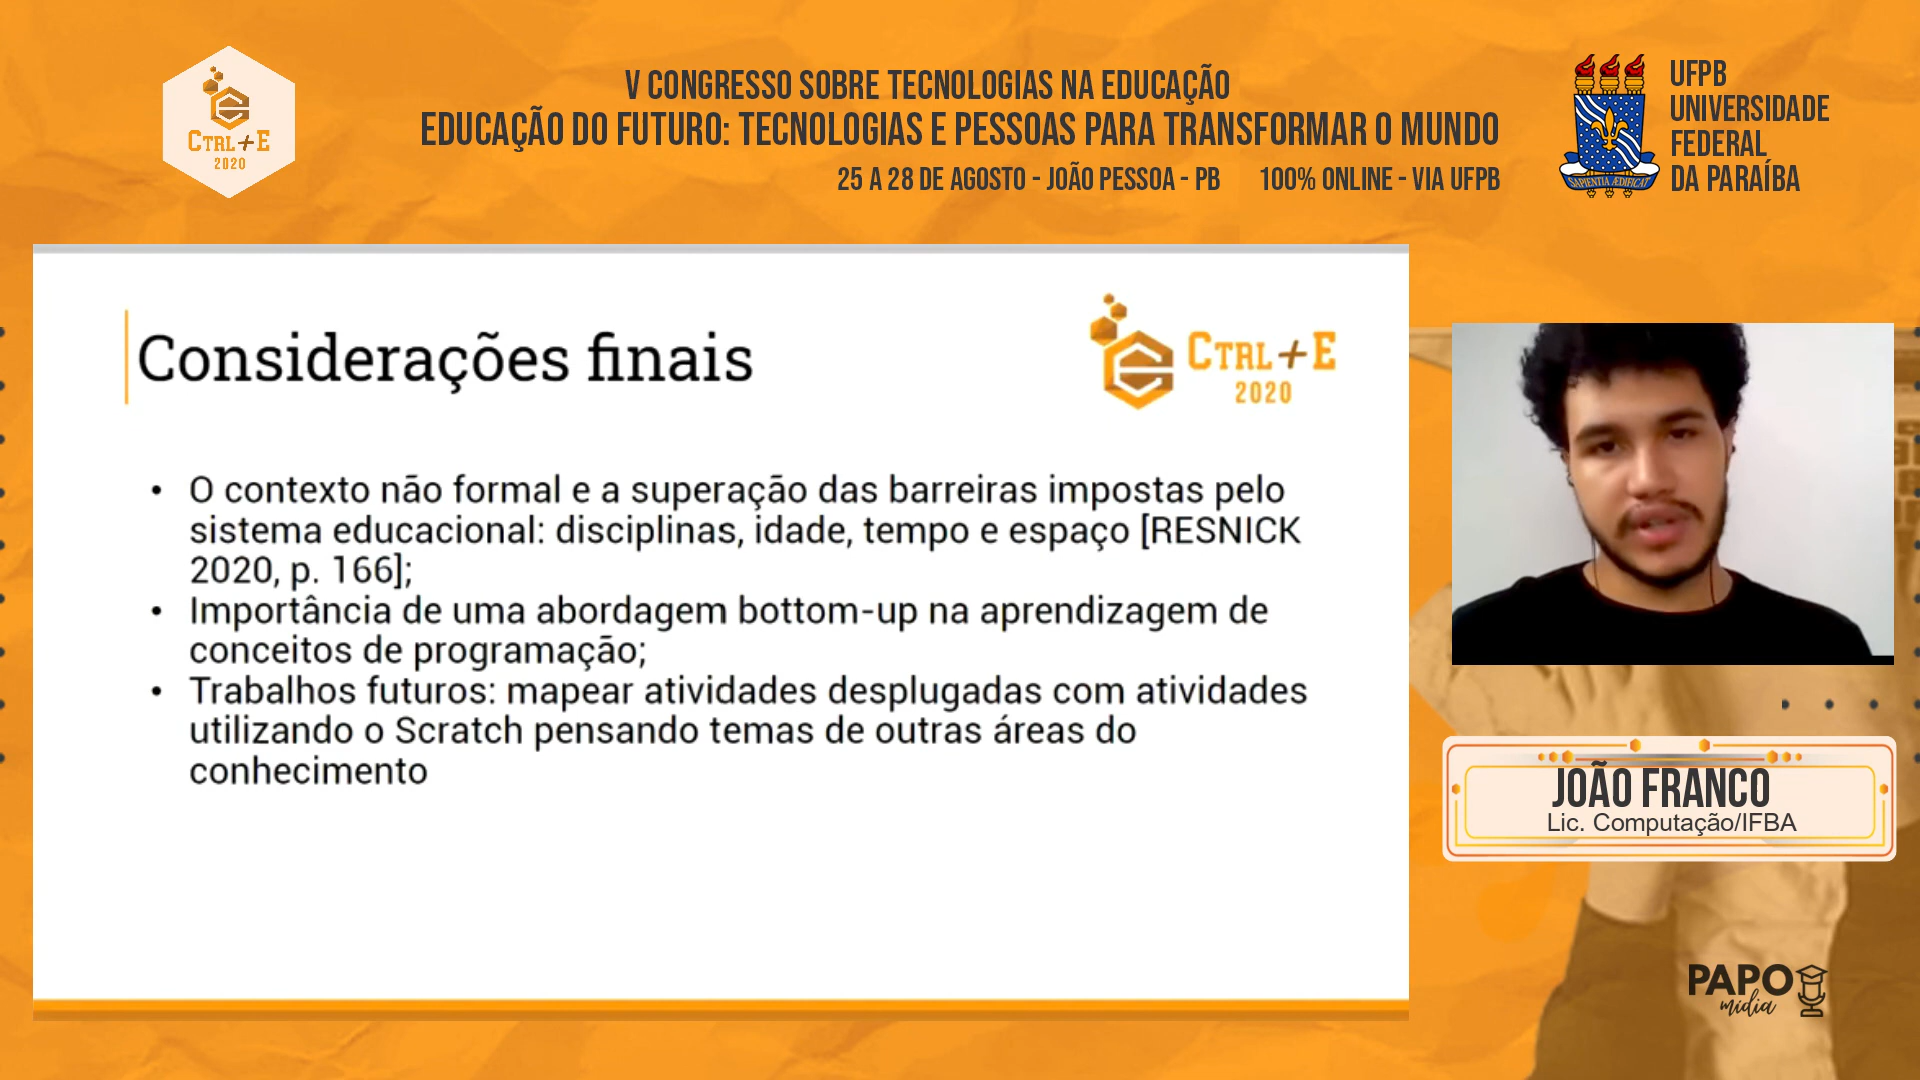 CTRL+E
2020
V CONGRESSO SOBRE TECNOLOGIAS NA EDUCAÇÃO
EDUCAÇÃO DO FUTURO: TECNOLOGIAS E PESSOAS PARA TRANSFORMAR O MUNDO
25 A 28 DE AGOSTO - JOÃO PESSOA - PB 100% ONLINE - VIA UFPB
SAPIENTIA ÆDIFICAT
UFPB
UNIVERSIDADE
FEDERAL
DA PARAÍBA
Considerações finais
CTRL+E
2020
• O contexto não formal e a superação das barreiras impostas pelo
sistema educacional: disciplinas, idade, tempo e espaço [RESNICK
2020, p. 166];
• Importância de uma abordagem bottom-up na aprendizagem de
conceitos de programação;
• Trabalhos futuros: mapear atividades desplugadas com atividades
utilizando o Scratch pensando temas de outras áreas do
conhecimento
JOÃO FRANCO
Lic. Computação/IFBA
PAPO
mídia